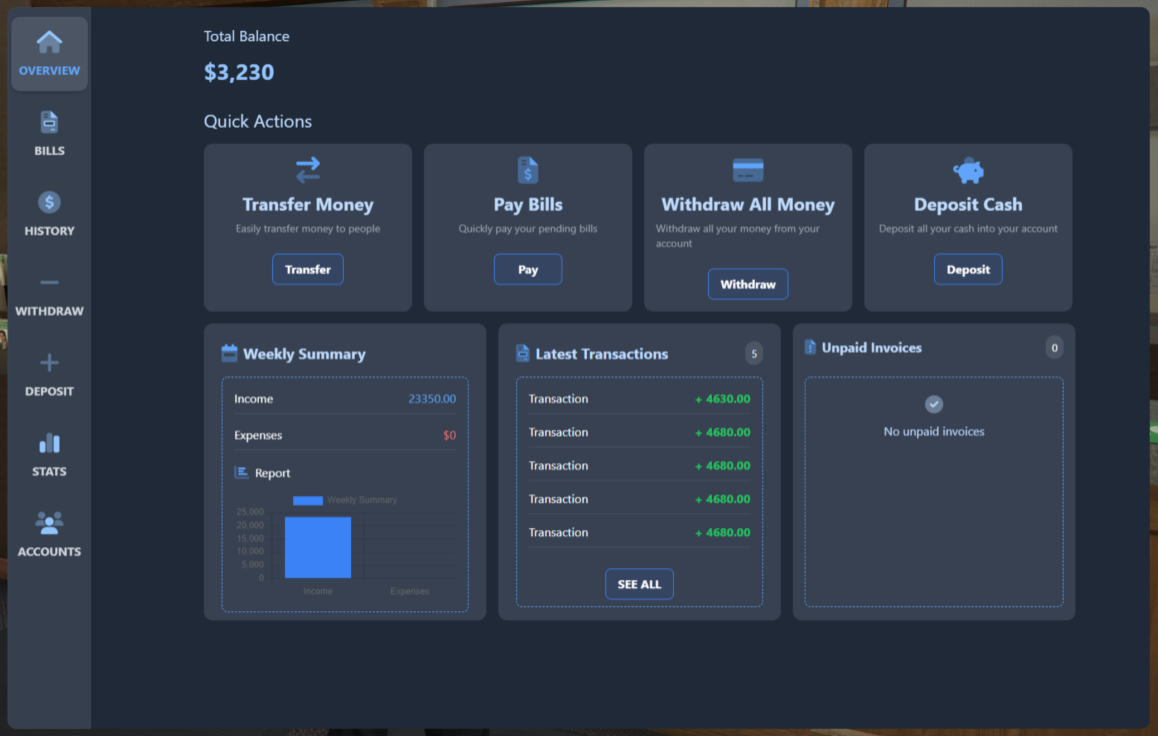 OVERVIEW
BILLS
HISTORY
WITHDRAW
DEPOSIT
STATS
ACCOUNTS
Total Balance
$3,230
Quick Actions
Transfer Money
Easily transfer money to people
Transfer
Pay Bills
Quickly pay your pending bills
Pay
Withdraw All Money
Withdraw all your money from your
account
Withdraw
Deposit Cash
Deposit all your cash into your account
Deposit
Weekly Summary
Income 23350.00
Expenses $0
Report
Weekly Summary
25,000
20,000
15,000
10,000
5,000
0
Income Expenses
Latest Transactions 5
Transaction + 4630.00
Transaction + 4680.00
Transaction + 4680.00
Transaction + 4680.00
Transaction + 4680.00
SEE ALL
Unpaid Invoices 0
No unpaid invoices